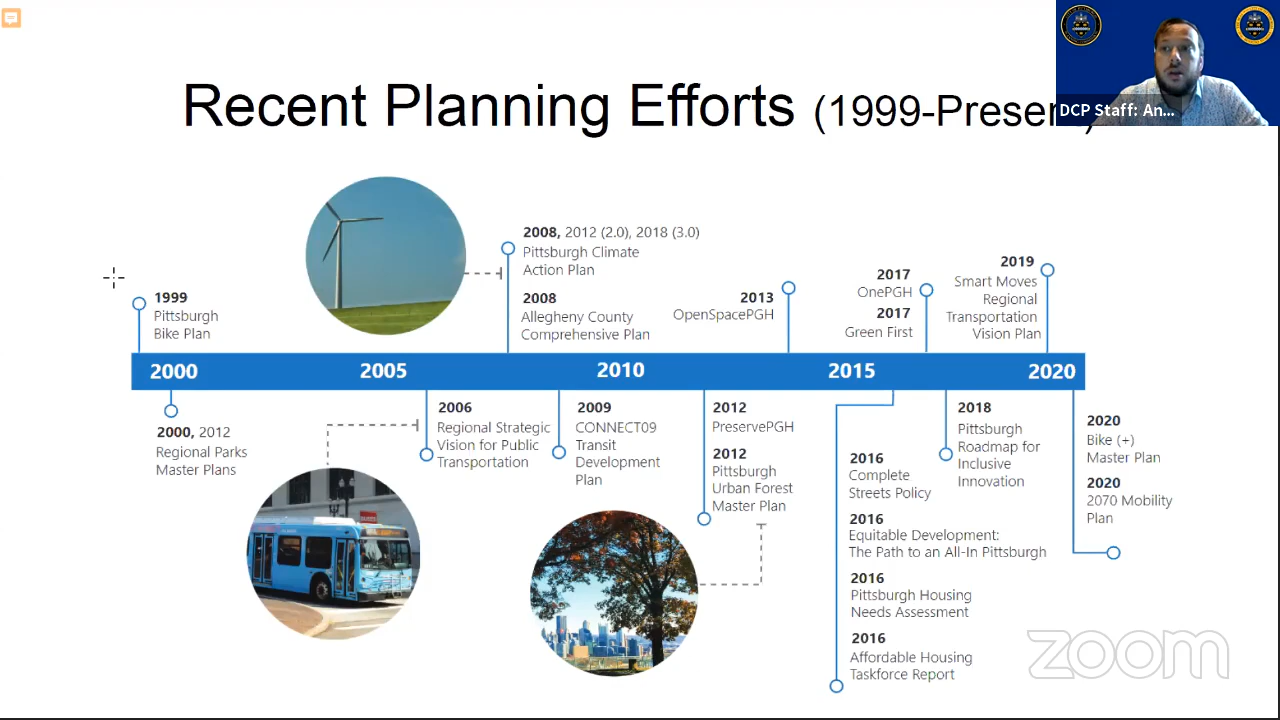 Recent Planning Efforts (1999-Present)
DCP Staff: An...
1999
Pittsburgh
Bike Plan
2008, 2012 (2.0), 2018 (3.0)
Pittsburgh Climate
Action Plan
2008
Allegheny County
Comprehensive Plan
2013
OpenSpacePGH
2017
OnePGH
2017
Green First
2019
Smart Moves
Regional
Transportation
Vision Plan
2000 2005 2010 2015 2020
2000, 2012
Regional Parks
Master Plans
2006
Regional Strategic
Vision for Public
Transportation
2009
CONNECT09
Transit
Development
Plan
2012
PreservePGH
2012
Pittsburgh
Urban Forest
Master Plan
2016
Complete
Streets Policy
2016
Equitable Development:
The Path to an All-In Pittsburgh
2016
Pittsburgh Housing
Needs Assessment
2016
Affordable Housing
Taskforce Report
2018
Pittsburgh
Roadmap for
Inclusive
Innovation
2020
Bike (+)
Master Plan
2020
2070 Mobility
Plan
zoom